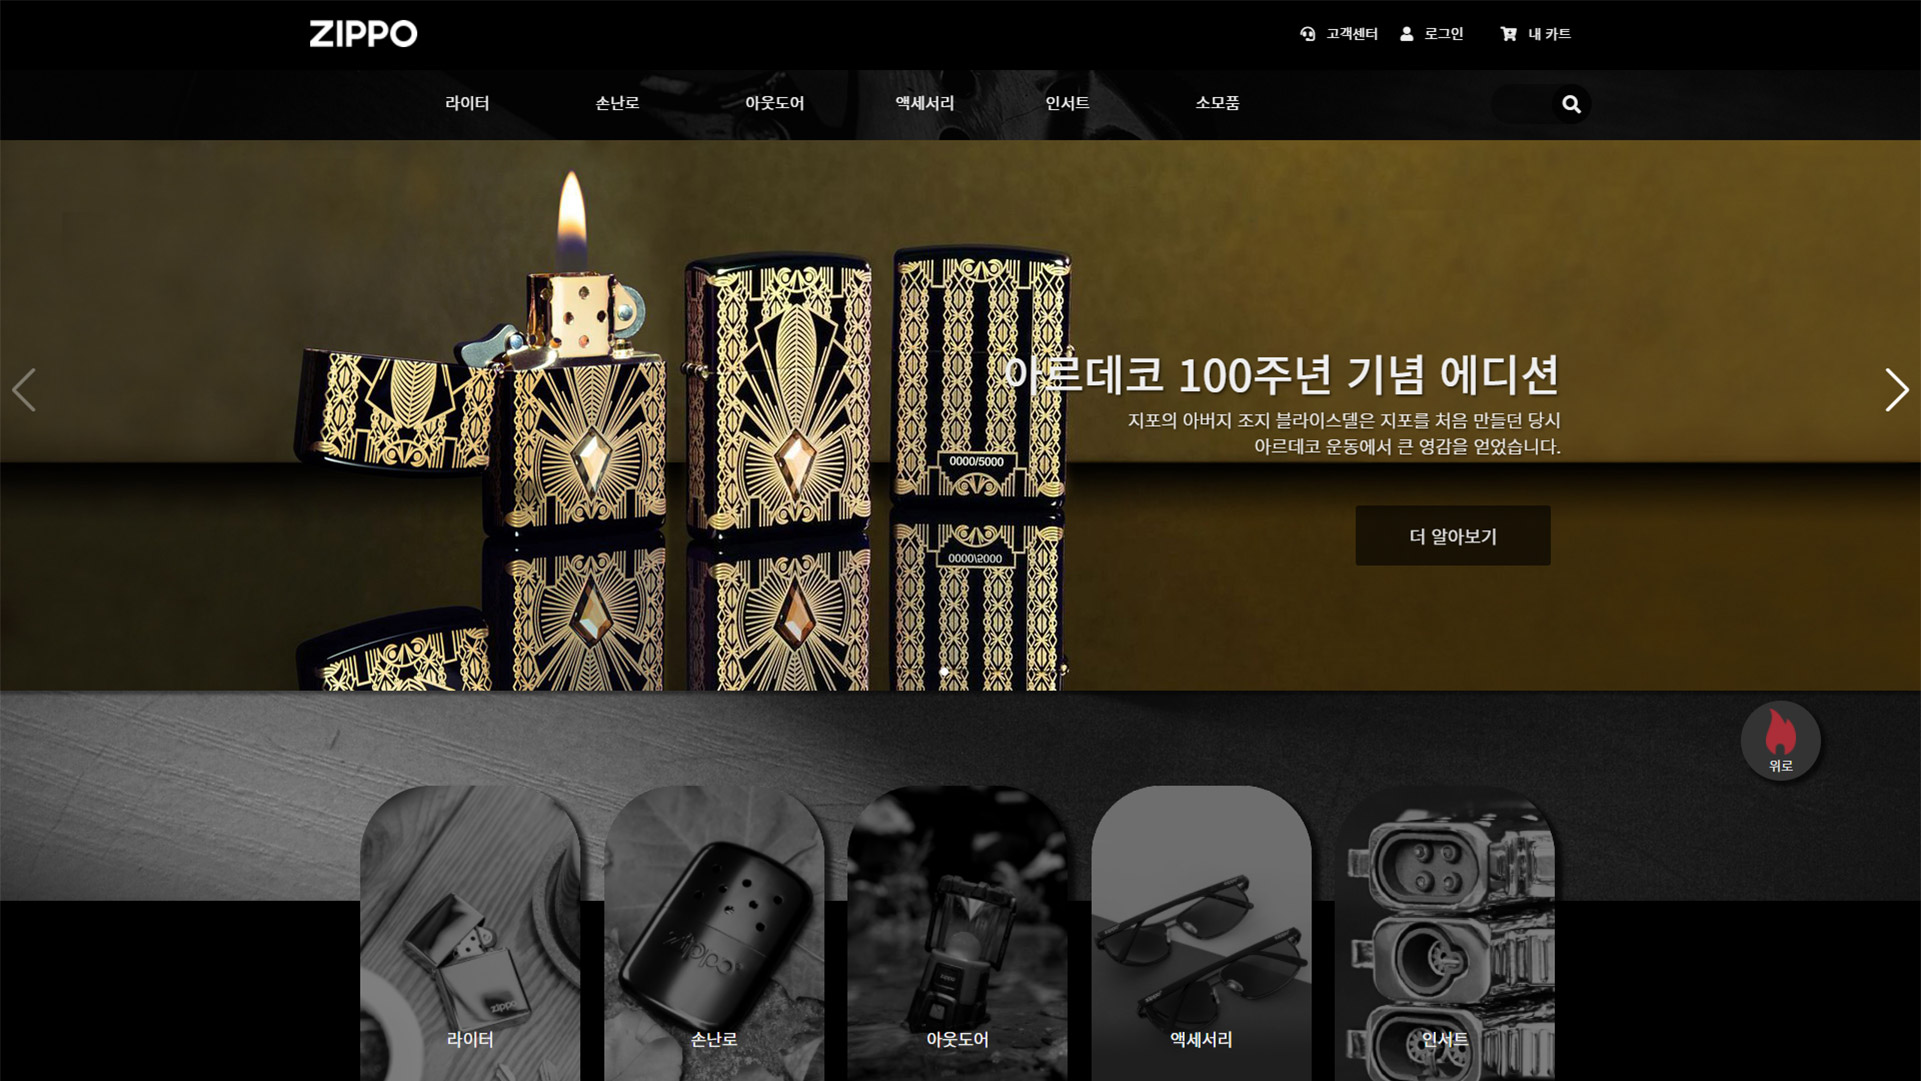 ZIPPO
고객센터
로그인
내 카트
라이터
손난로
아웃도어
액세서리
인서트
소모품
아르데코 100주년 기념 에디션
지포의 아버지 조지 블라이스델은 지포를 처음 만들던 당시
아르데코 운동에서 큰 영감을 얻었습니다.
0000/5000
더 알아보기
위로
zippo
zippo
zippo
라이터
손난로
아웃도어
액세서리
인서트